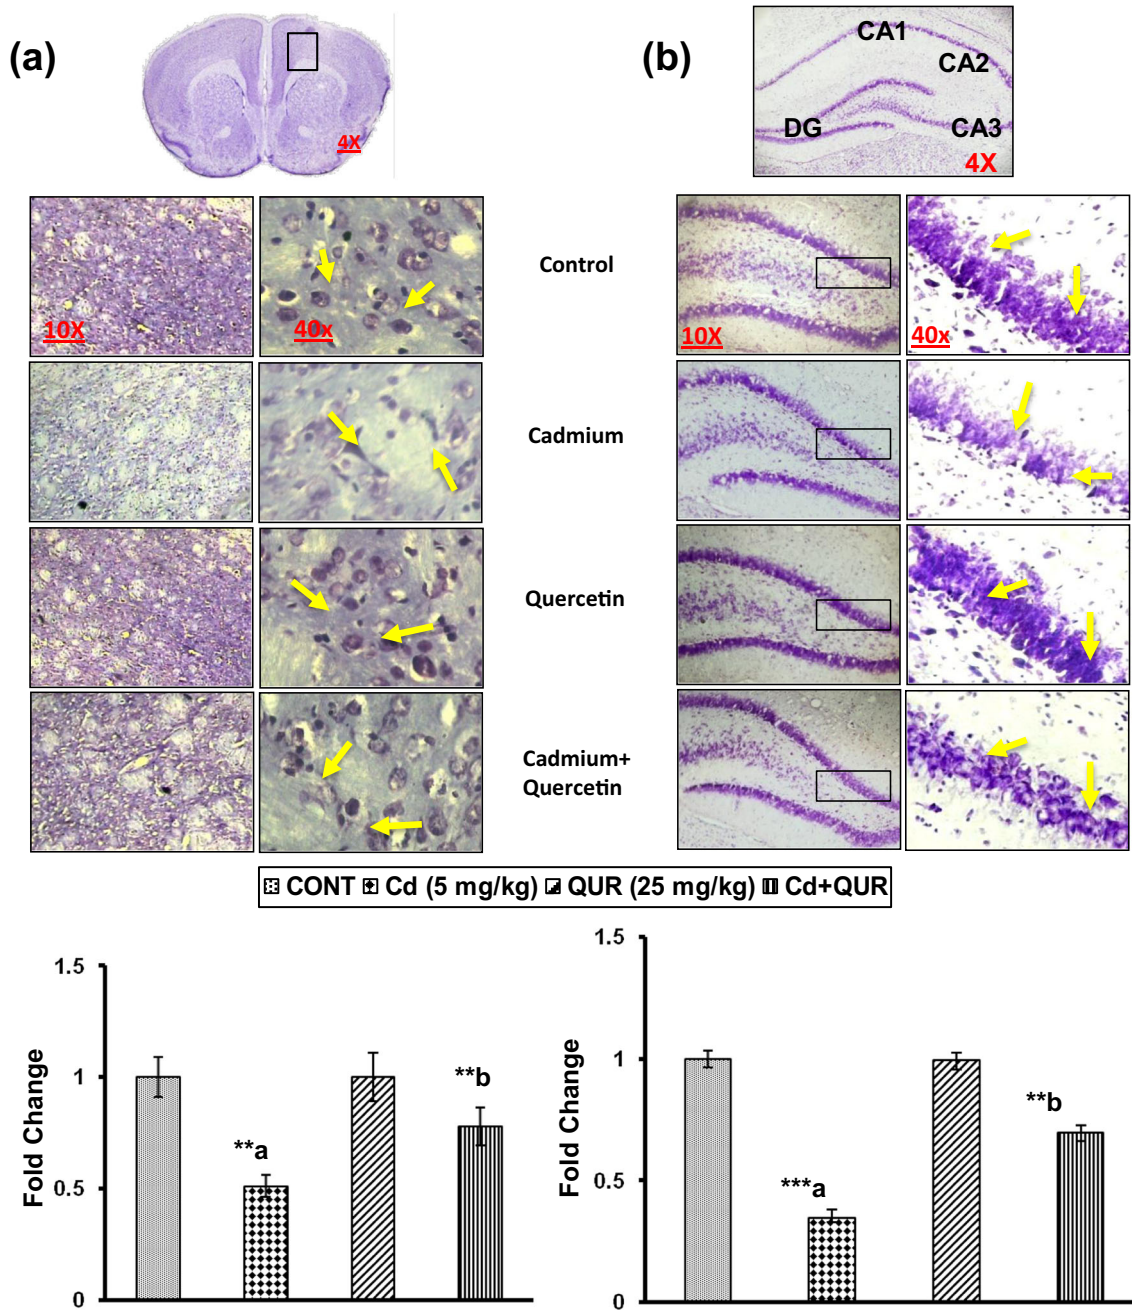 (a)
4X
(b)
CA1
CA2
DG
CA3
4X
10X
40x
Control
10X
40x
Cadmium
Quercetin
Cadmium+
Quercetin
CONT Cd (5 mg/kg) QUR (25 mg/kg) Cd+QUR
Fold Change
1.5
1
0.5
0
**a
**b
Fold Change
1.5
1
0.5
0
***a
**b